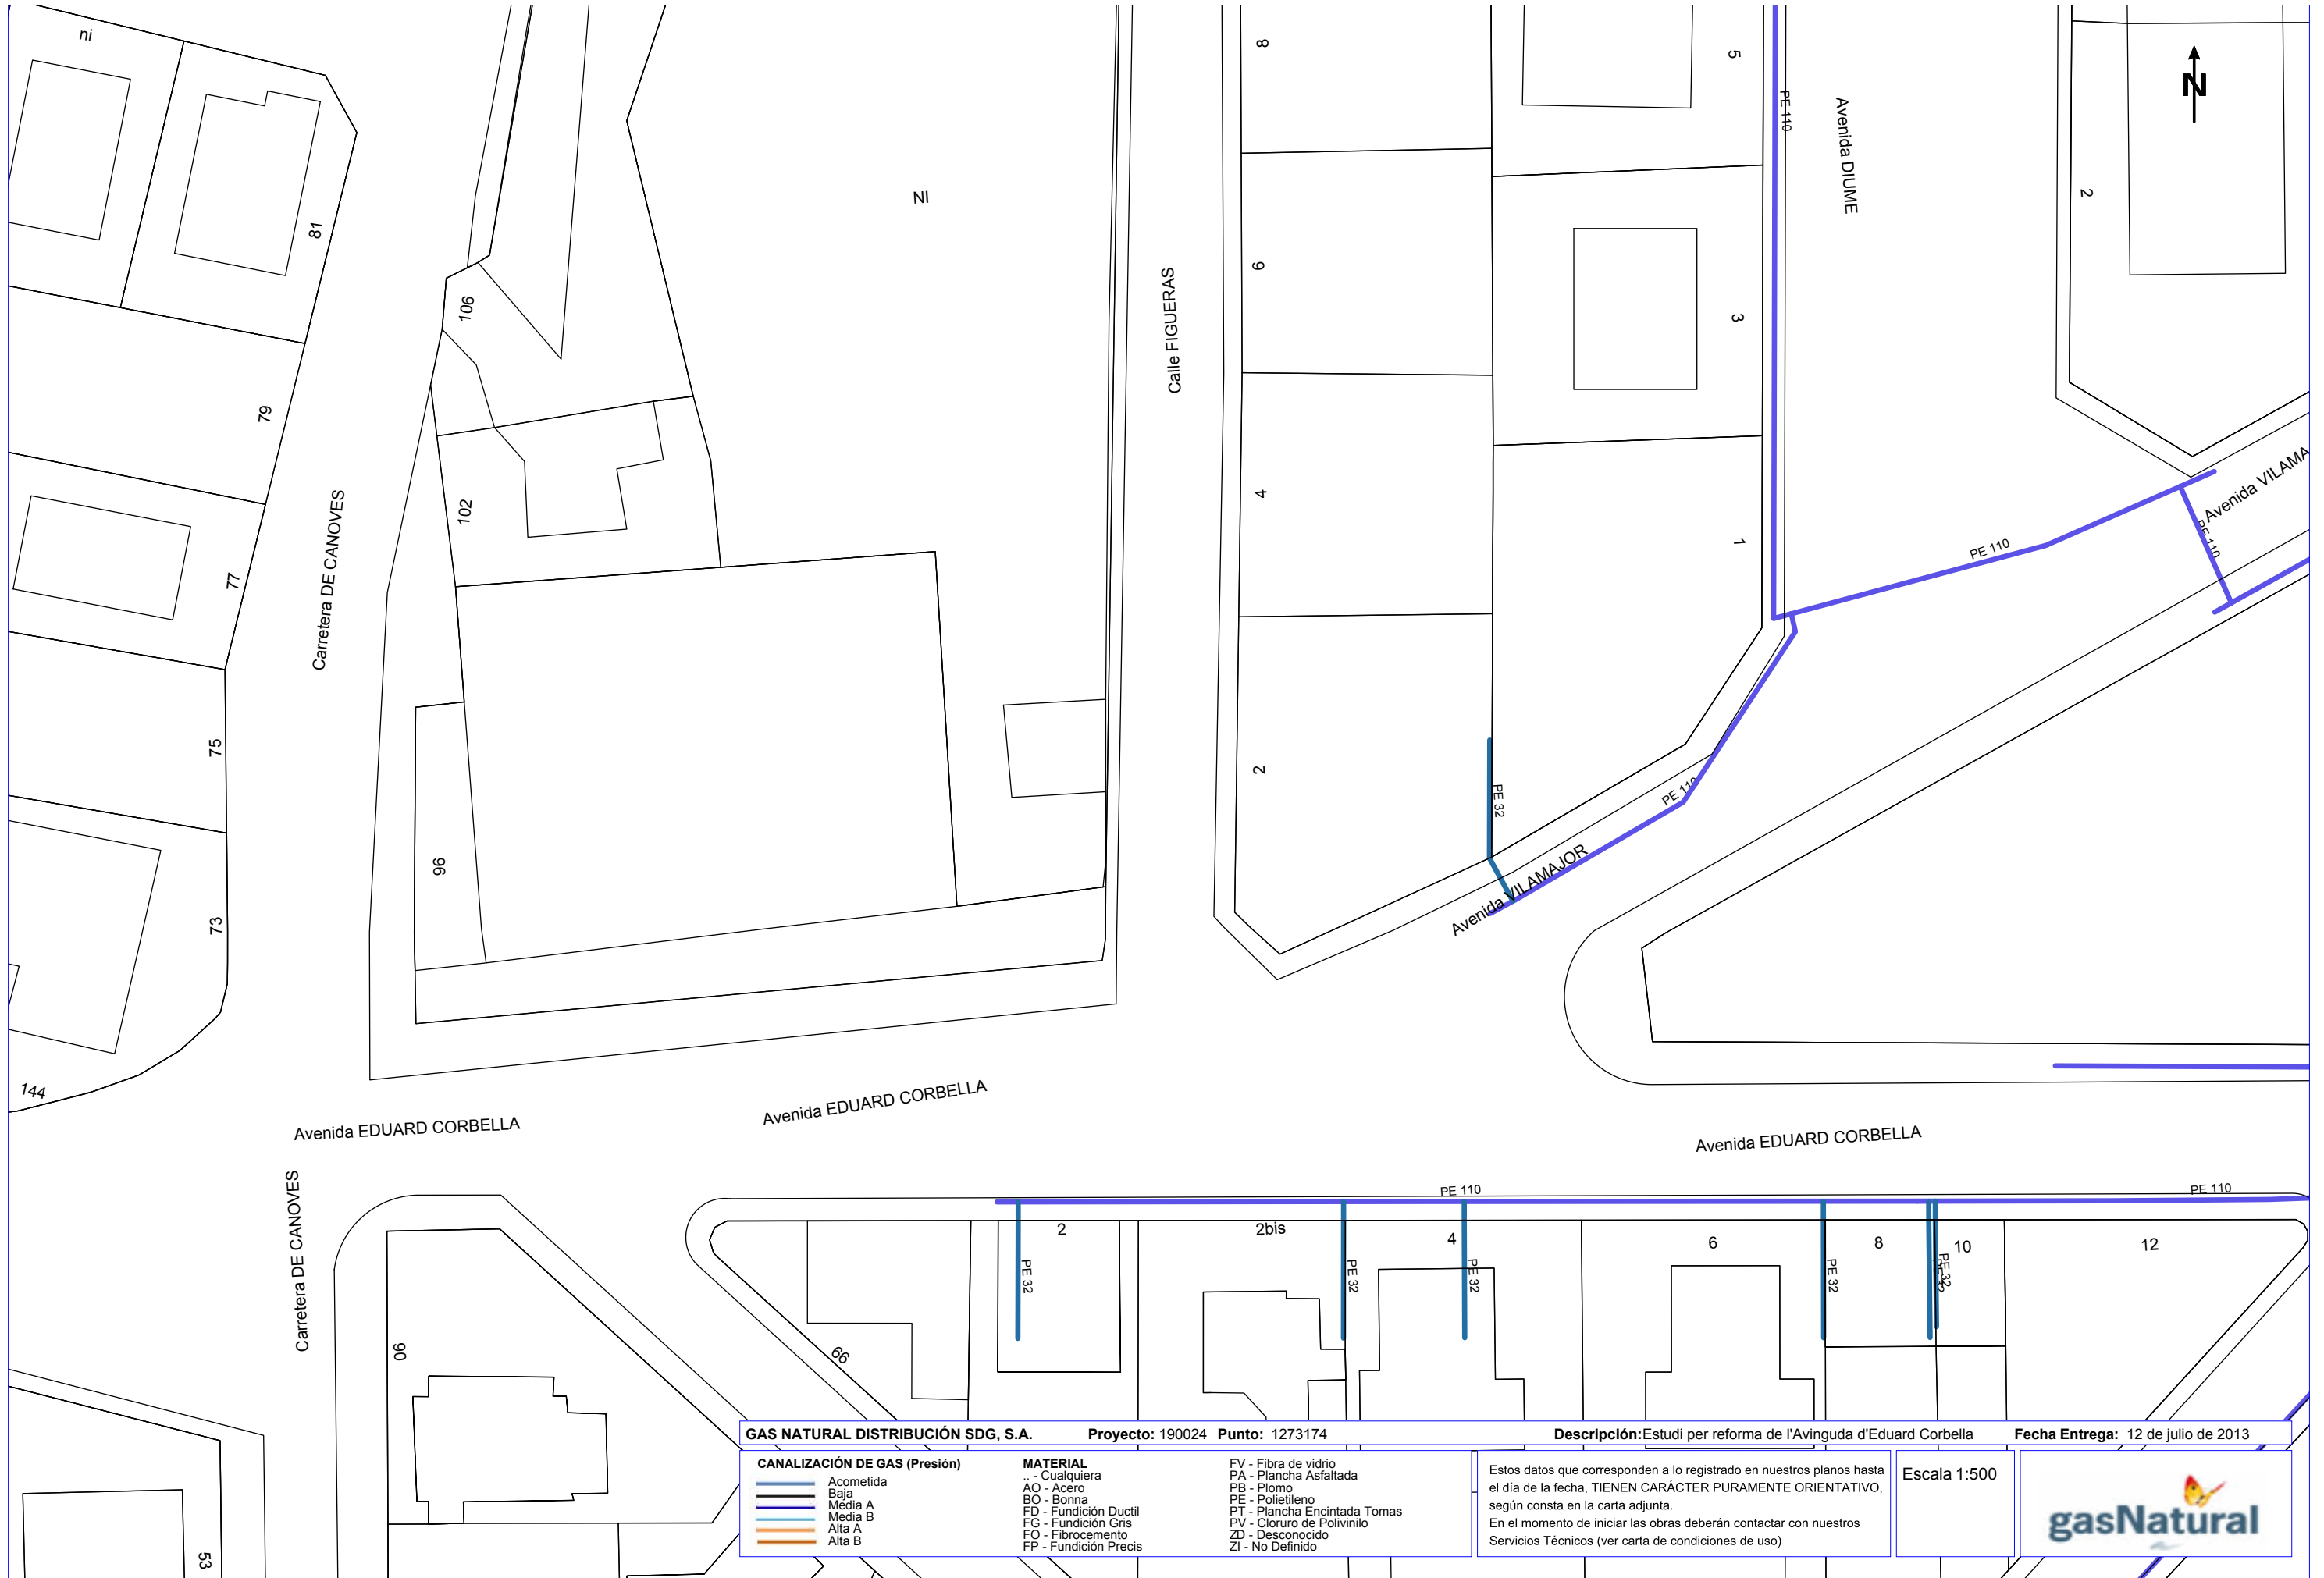 ni
8
5
PE 110
Avenida DIUME
N
2
NI
81
106
6
3
Calle FIGUERAS
79
102
4
1
Carretera DE CANOVES
77
Avenida VILAMA
PE 110
PE 110
75
2
PE 32
PE 110
96
73
Avenida VILAMAJOR
144
Avenida EDUARD CORBELLA
Avenida EDUARD CORBELLA
Avenida EDUARD CORBELLA
PE 110
PE 110
Carretera DE CANOVES
2
2bis
4
6
8
10
12
PE 32
PE 32
PE 32
PE 32
PE 32
90
66
53
GAS NATURAL DISTRIBUCIÓN SDG, S.A. Proyecto: 190024 Punto: 1273174 Descripción:Estudi per reforma de l'Avinguda d'Eduard Corbella Fecha Entrega: 12 de julio de 2013
CANALIZACIÓN DE GAS (Presión)
Acometida
Baja
Media A
Media B
Alta A
Alta B
MATERIAL
.. - Cualquiera
AO - Acero
BO - Bonna
FD - Fundición Ductil
FG - Fundición Gris
FO - Fibrocemento
FP - Fundición Precis
FV - Fibra de vidrio
PA - Plancha Asfaltada
PB - Plomo
PE - Polietileno
PT - Plancha Encintada Tomas
PV - Cloruro de Polivinilo
ZD - Desconocido
ZI - No Definido
Estos datos que corresponden a lo registrado en nuestros planos hasta
el día de la fecha, TIENEN CARÁCTER PURAMENTE ORIENTATIVO,
según consta en la carta adjunta.
En el momento de iniciar las obras deberán contactar con nuestros
Servicios Técnicos (ver carta de condiciones de uso)
Escala 1:500
gasNatural